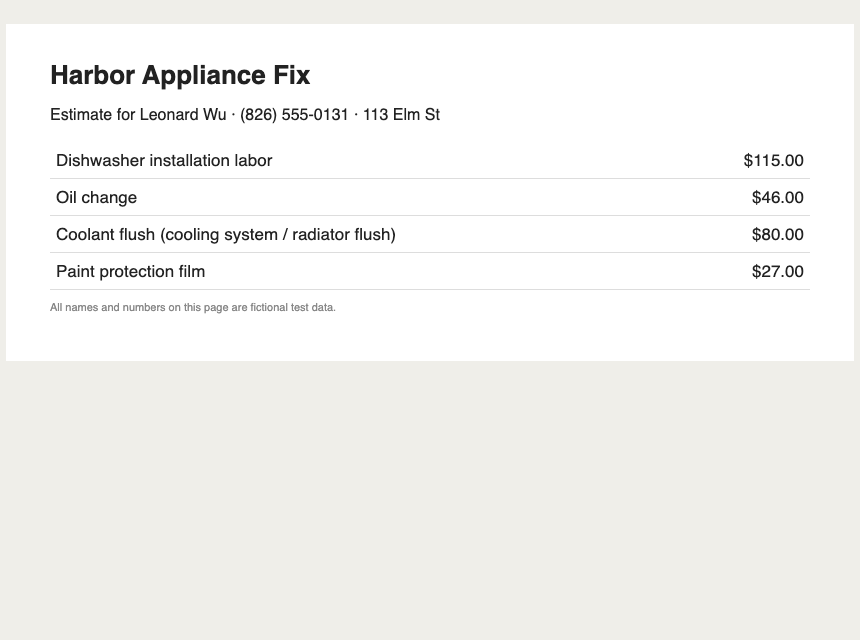 Harbor Appliance Fix
Estimate for Leonard Wu · (826) 555-0131 · 113 Elm St
Dishwasher installation labor $115.00
Oil change $46.00
Coolant flush (cooling system / radiator flush) $80.00
Paint protection film $27.00
All names and numbers on this page are fictional test data.